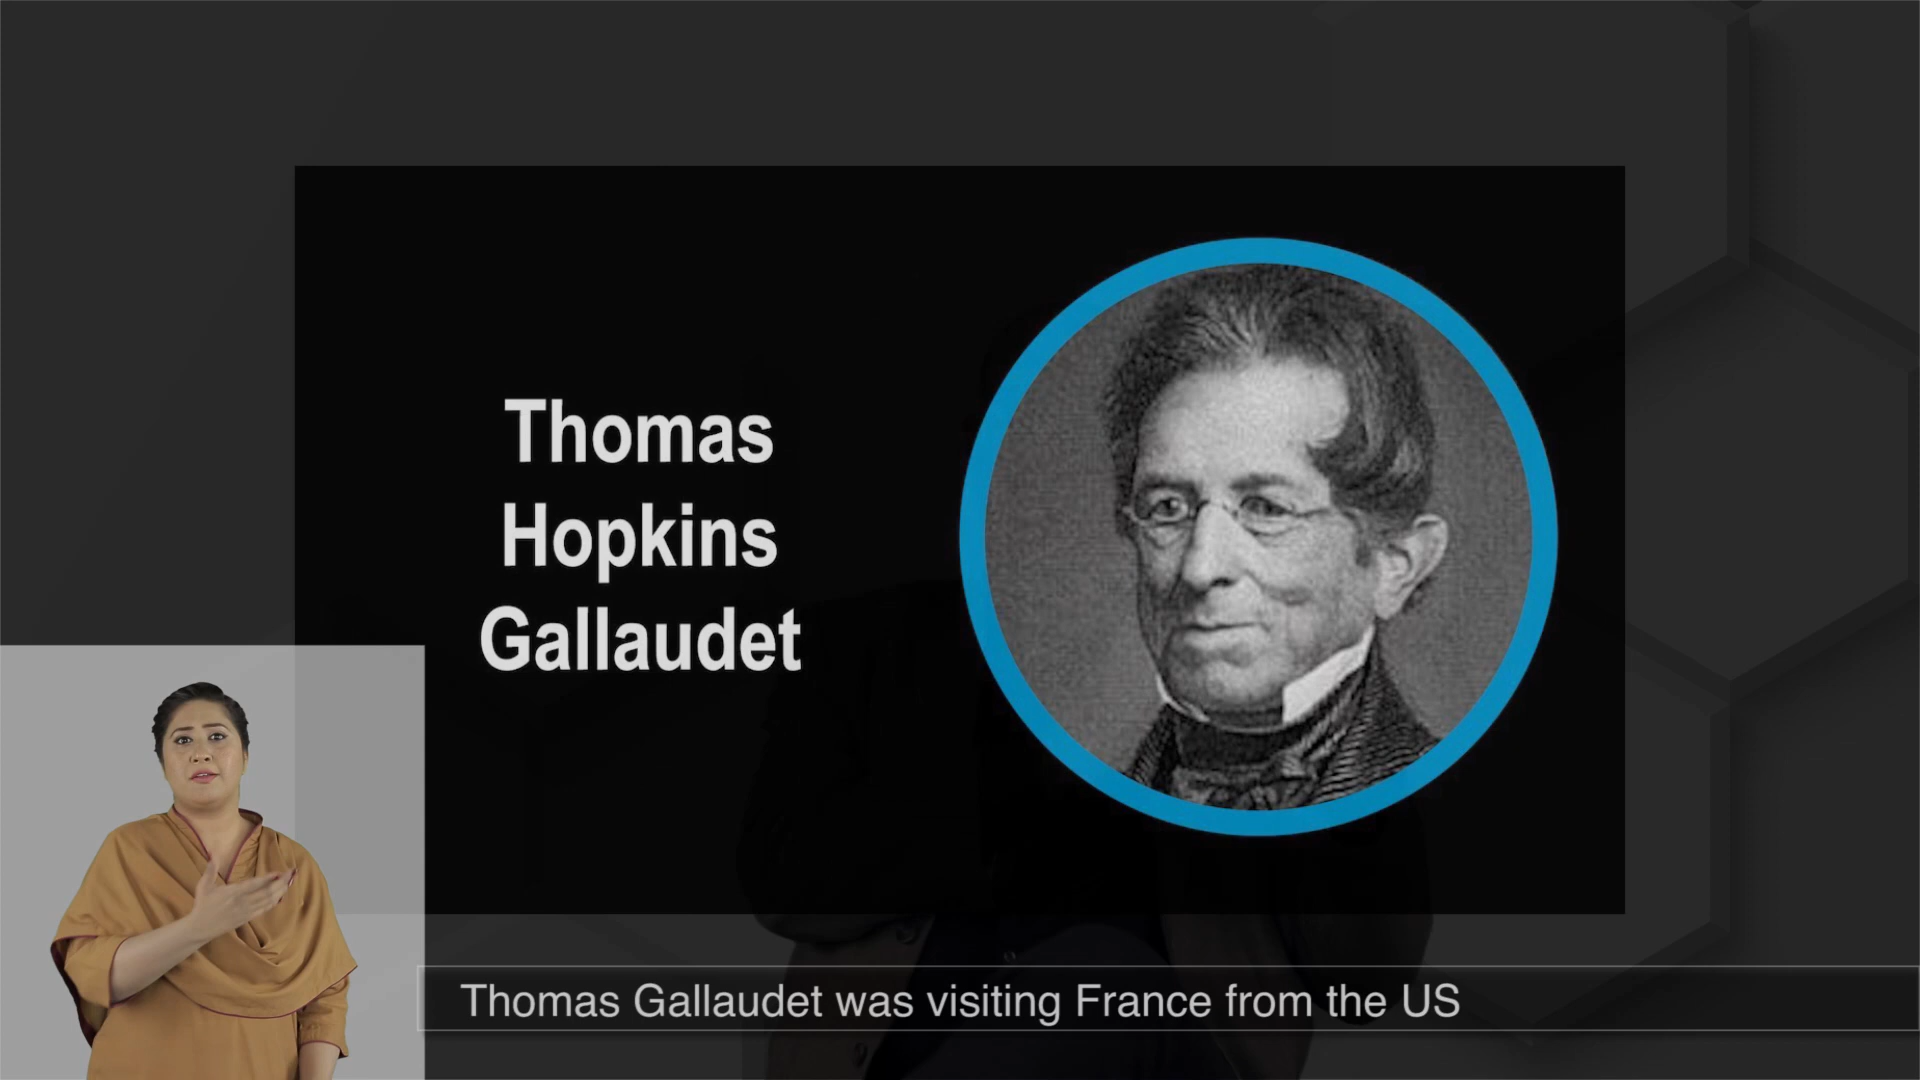 Thomas
Hopkins
Gallaudet
Thomas Gallaudet was visiting France from the US